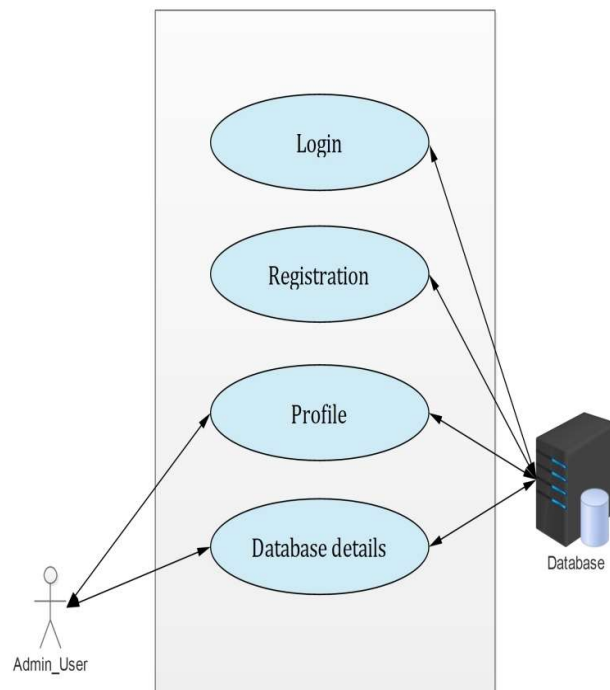 Login
Registration
Profile
Database details
Database
Admin_User